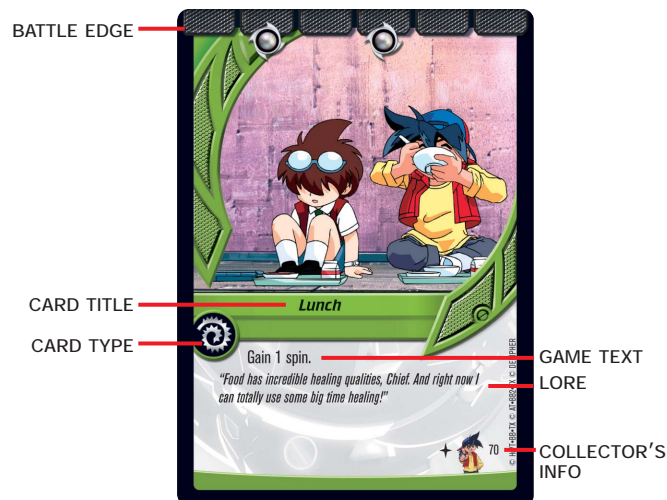 BATTLE EDGE
CARD TITLE
Lunch
CARD TYPE
Gain 1 spin.
GAME TEXT
"Food has incredible healing qualities, Chief. And right now I
can totally use some big time healing!"
LORE
70
COLLECTOR'S
INFO